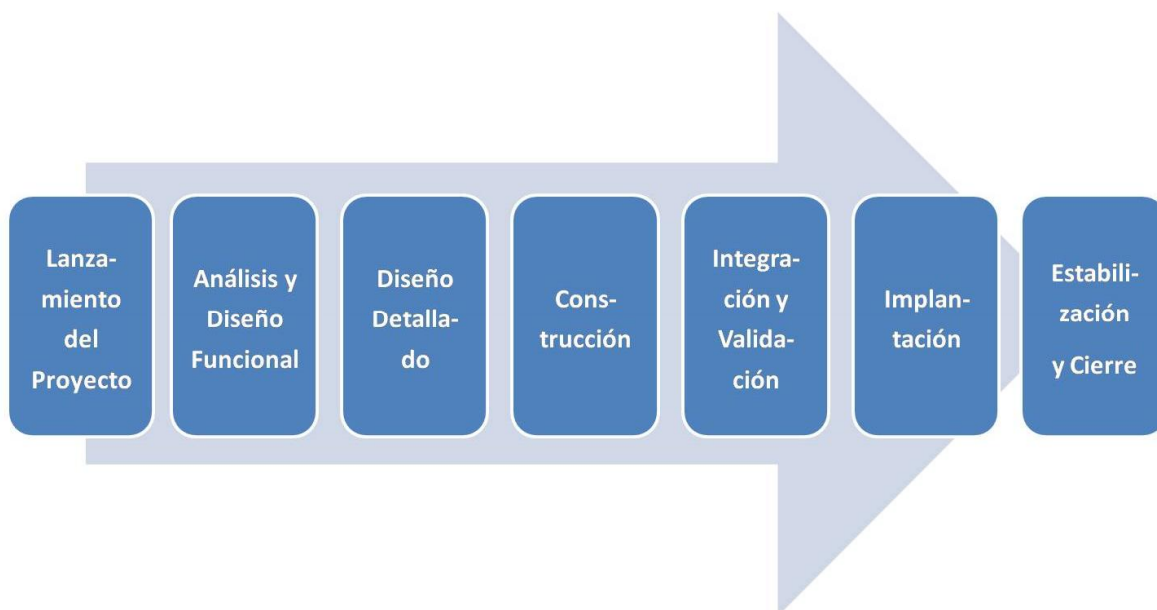 Lanza-
miento
del
Proyecto
Análisis y
Diseño
Funcional
Diseño
Detalla-
do
Cons-
trucción
Integra-
ción y
Valida-
ción
Implan-
tación
Estabili-
zación
y Cierre